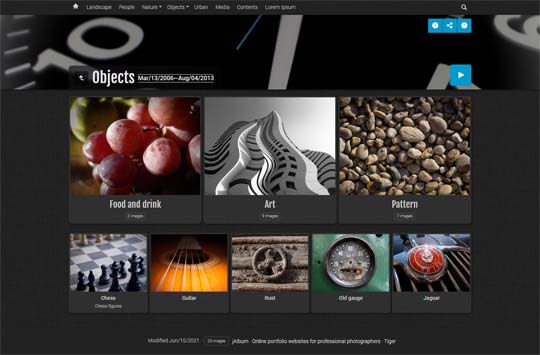 Landscape People Nature Objects Urban Media Contents Lorem Ipsum
Objects Mar/13/2006—Aug/04/2013
Food and drink Art Pattern
2 images 9 images 7 images
Chess Guitar Rust Old gauge Jaguar
Chess figures
Modified Jun/15/2021 · 23 images jAlbum · Online portfolio websites for professional photographers · Tiger